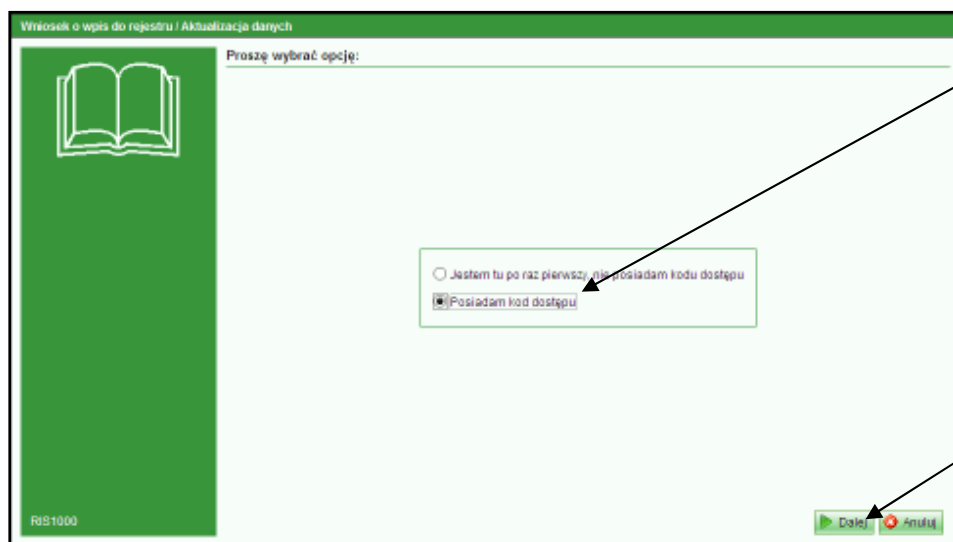 Wniosek o wpis do rejestru / Aktualizacja danych
Proszę wybrać opcję:
Jestem tu po raz pierwszy, nie posiadam kodu dostępu
Posiadam kod dostępu
RIS1000
Dalej
Anuluj